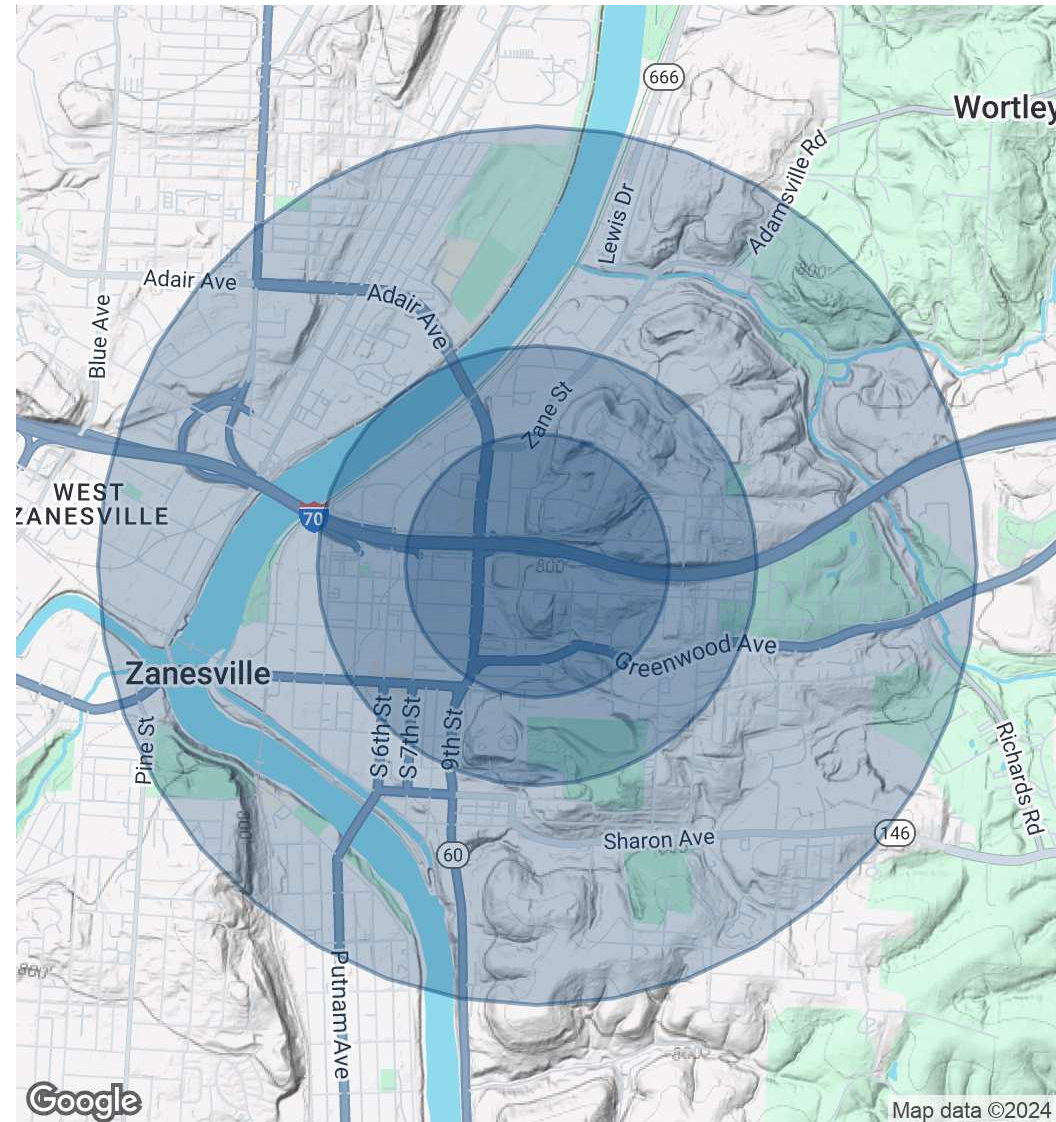 666
Wortley
Adamsville Rd
Lewis Dr
800
Adair Ave
Adair Ave
Blue Ave
Zane St
WEST
ZANESVILLE
70
800
Greenwood Ave
Zanesville
S 6th St
S 7th St
9th St
Pine St
Richards Rd
800
Sharon Ave
146
60
860
Putnam Ave
800
Google
Map data ©2024